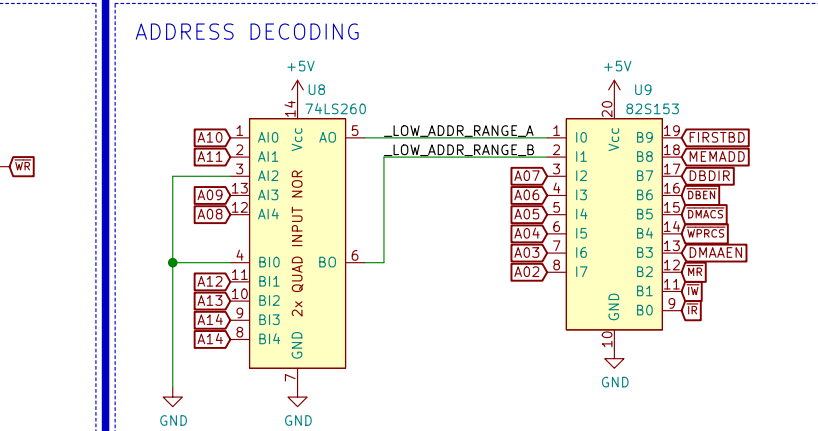 ADDRESS DECODING
WR
+5V
U8
74LS260
14
Vcc
A10 1 AI0
A11 2 AI1
3 AI2
A09 13 AI3
A08 12 AI4
4 BI0
A12 11 BI1
A13 10 BI2
A14 9 BI3
A14 8 BI4
2x QUAD INPUT NOR
AO 5
BO 6
GND
7
GND
GND
_LOW_ADDR_RANGE_A
_LOW_ADDR_RANGE_B
+5V
U9
82S153
20
Vcc
1 I0
2 I1
A07 3 I2
A06 4 I3
A05 5 I4
A04 6 I5
A03 7 I6
A02 8 I7
B9 19 FIRSTBD
B8 18 MEMADD
B7 17 DBDIR
B6 16 DBEN
B5 15 DMACS
B4 14 WPRCS
B3 13 DMAAEN
B2 12 MR
B1 11 IW
B0 9 IR
GND
10
GND